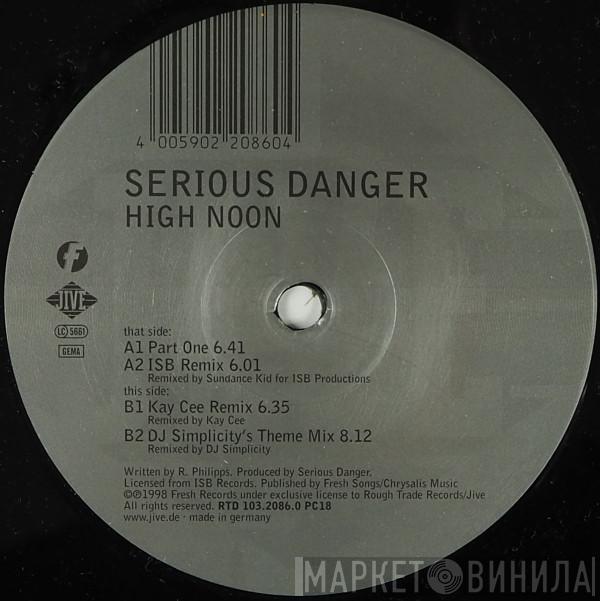 4 005902 208604
SERIOUS DANGER
HIGH NOON
f
JIVE
LC 5661
GEMA
that side:
A1 Part One 6.41
A2 ISB Remix 6.01
Remixed by Sundance Kid for ISB Productions
this side:
B1 Kay Cee Remix 6.35
Remixed by Kay Cee
B2 DJ Simplicity's Theme Mix 8.12
Remixed by DJ Simplicity
Written by R. Philipps. Produced by Serious Danger.
Licensed from ISB Records. Published by Fresh Songs/Chrysalis Music
©℗1998 Fresh Records under exclusive license to Rough Trade Records/Jive
All rights reserved. RTD 103.2086.0 PC18
www.jive.de · made in germany
МАРКЕТ ВИНИЛА